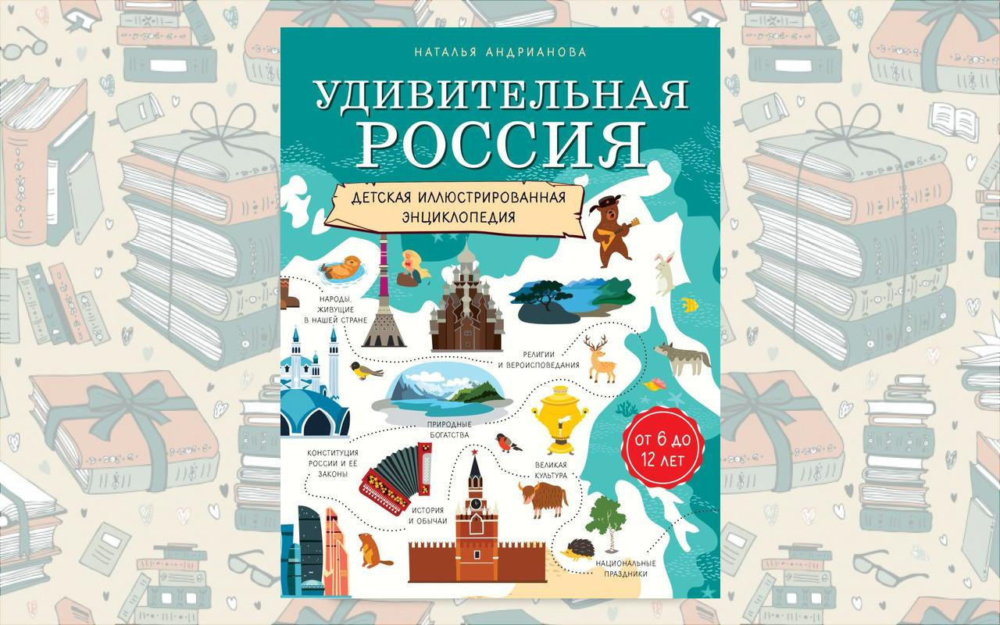 НАТАЛЬЯ АНДРИАНОВА
УДИВИТЕЛЬНАЯ
РОССИЯ
ДЕТСКАЯ ИЛЛЮСТРИРОВАННАЯ
ЭНЦИКЛОПЕДИЯ
НАРОДЫ,
ЖИВУЩИЕ
В НАШЕЙ СТРАНЕ
РЕЛИГИИ
И ВЕРОИСПОВЕДАНИЯ
ПРИРОДНЫЕ
БОГАТСТВА
ОТ 6 ДО
12 ЛЕТ
КОНСТИТУЦИЯ
РОССИИ И ЕЁ
ЗАКОНЫ
ВЕЛИКАЯ
КУЛЬТУРА
ИСТОРИЯ
И ОБЫЧАИ
НАЦИОНАЛЬНЫЕ
ПРАЗДНИКИ